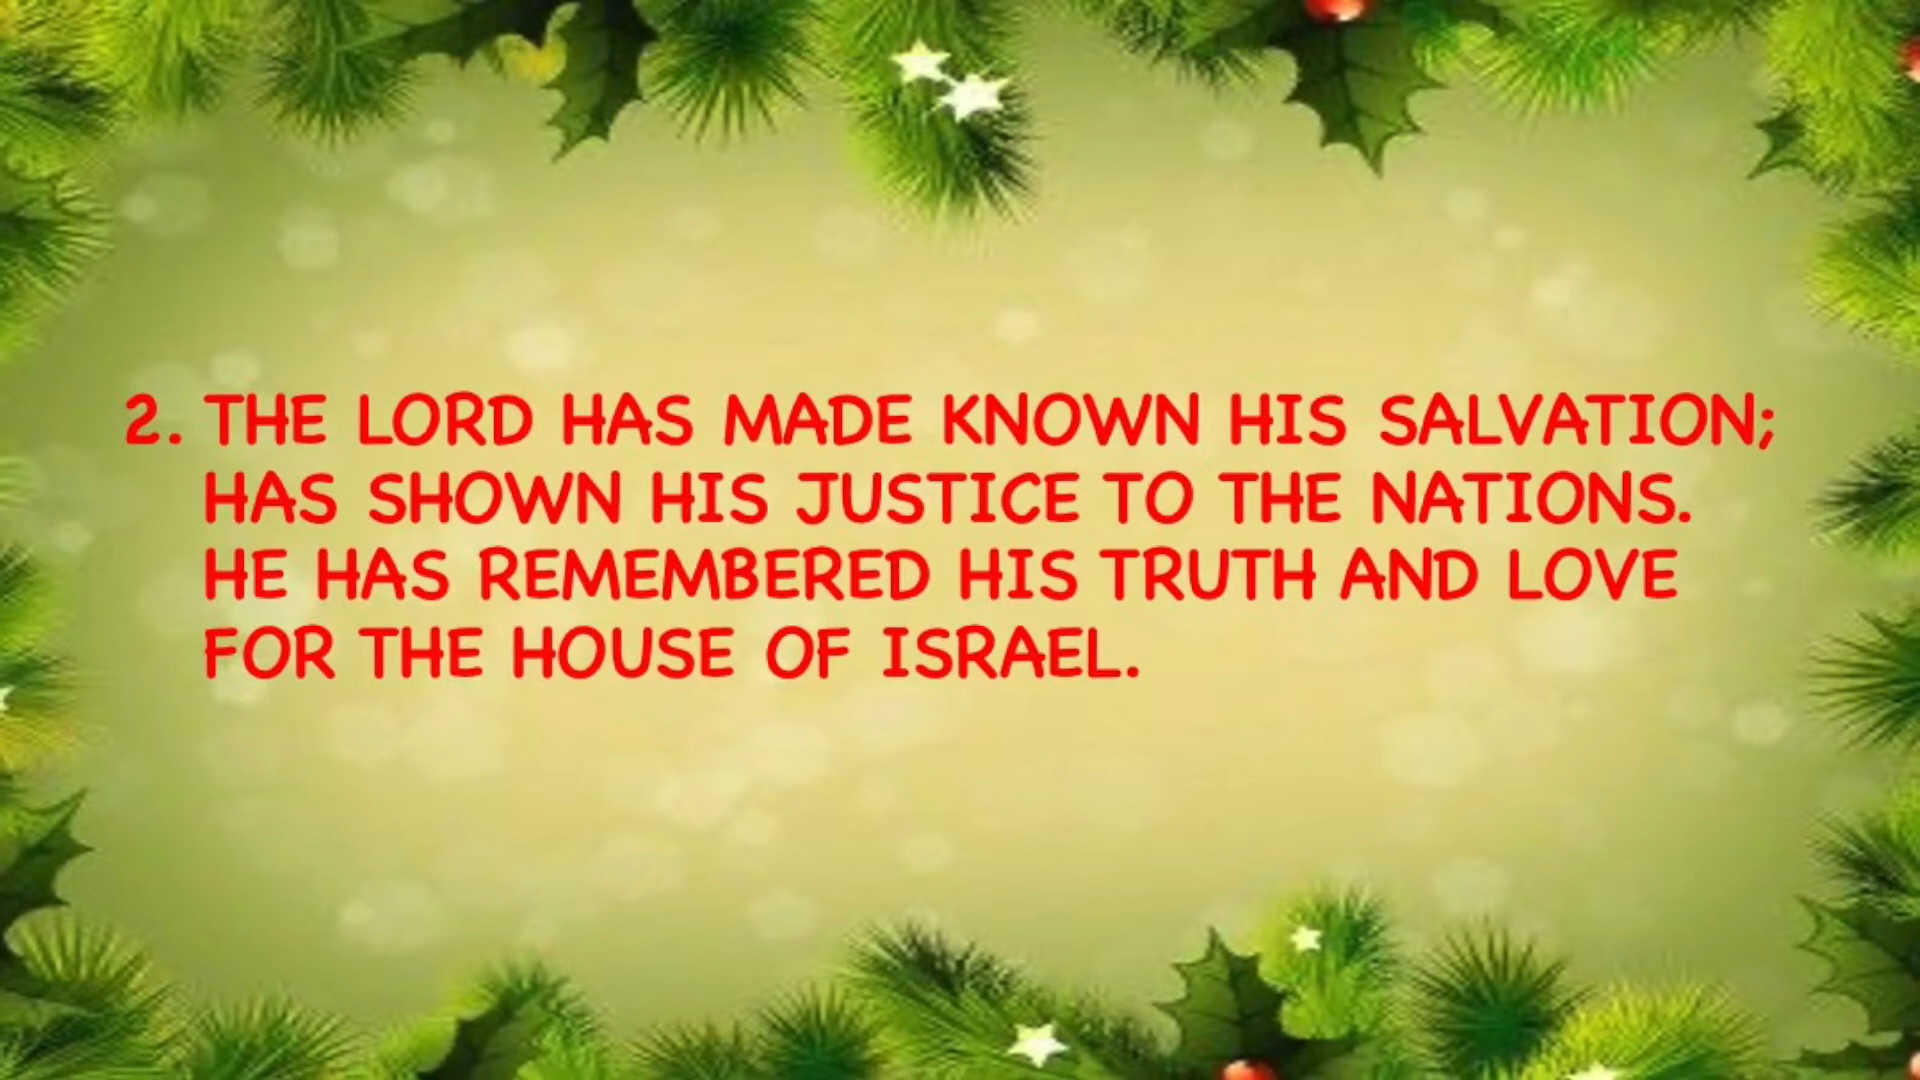 2. THE LORD HAS MADE KNOWN HIS SALVATION;
HAS SHOWN HIS JUSTICE TO THE NATIONS.
HE HAS REMEMBERED HIS TRUTH AND LOVE
FOR THE HOUSE OF ISRAEL.